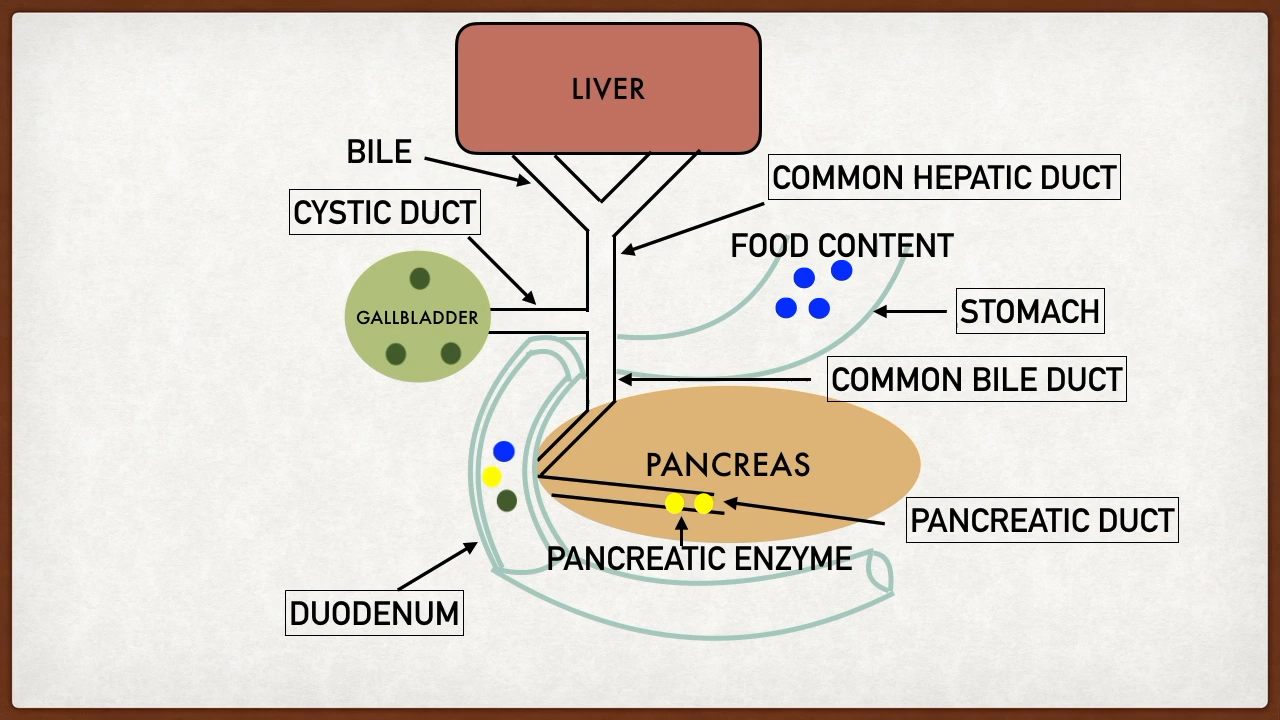 LIVER
BILE
COMMON HEPATIC DUCT
CYSTIC DUCT
FOOD CONTENT
GALLBLADDER
STOMACH
COMMON BILE DUCT
PANCREAS
PANCREATIC DUCT
PANCREATIC ENZYME
DUODENUM